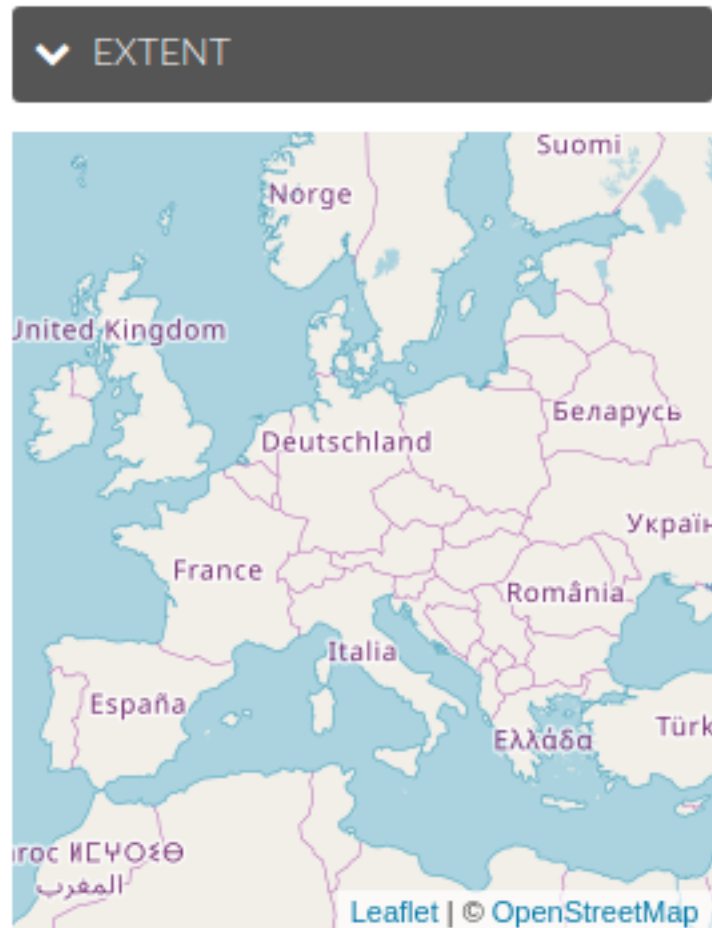 EXTENT
Suomi
Norge
United Kingdom
Беларусь
Deutschland
Україн
France
România
Italia
España
Ελλάδα
Türk
roc ⵍⵎⵖⵔⵉⴱ
المغرب
Leaflet | © OpenStreetMap